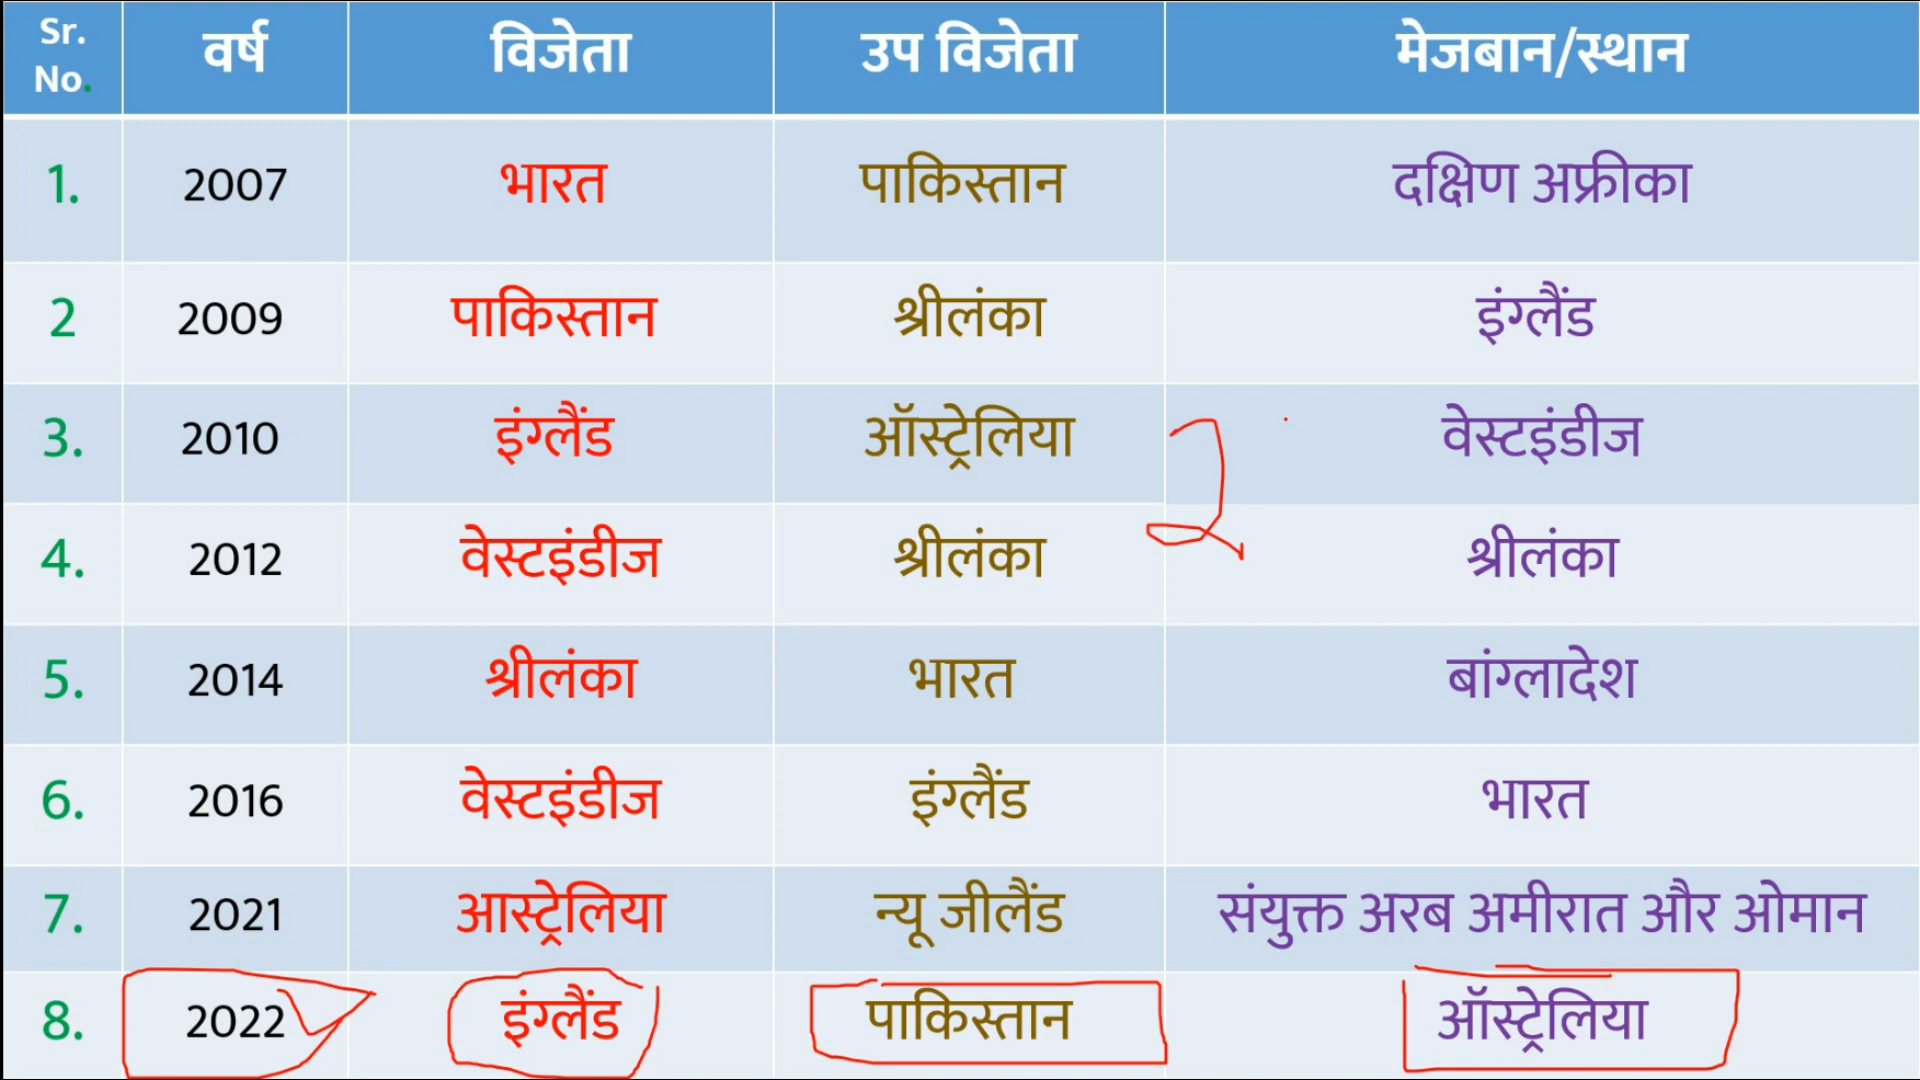 Sr. No. वर्ष विजेता उप विजेता मेजबान/स्थान
1. 2007 भारत पाकिस्तान दक्षिण अफ्रीका
2 2009 पाकिस्तान श्रीलंका इंग्लैंड
3. 2010 इंग्लैंड ऑस्ट्रेलिया वेस्टइंडीज
4. 2012 वेस्टइंडीज श्रीलंका श्रीलंका
5. 2014 श्रीलंका भारत बांग्लादेश
6. 2016 वेस्टइंडीज इंग्लैंड भारत
7. 2021 आस्ट्रेलिया न्यू जीलैंड संयुक्त अरब अमीरात और ओमान
8. 2022 इंग्लैंड पाकिस्तान ऑस्ट्रेलिया